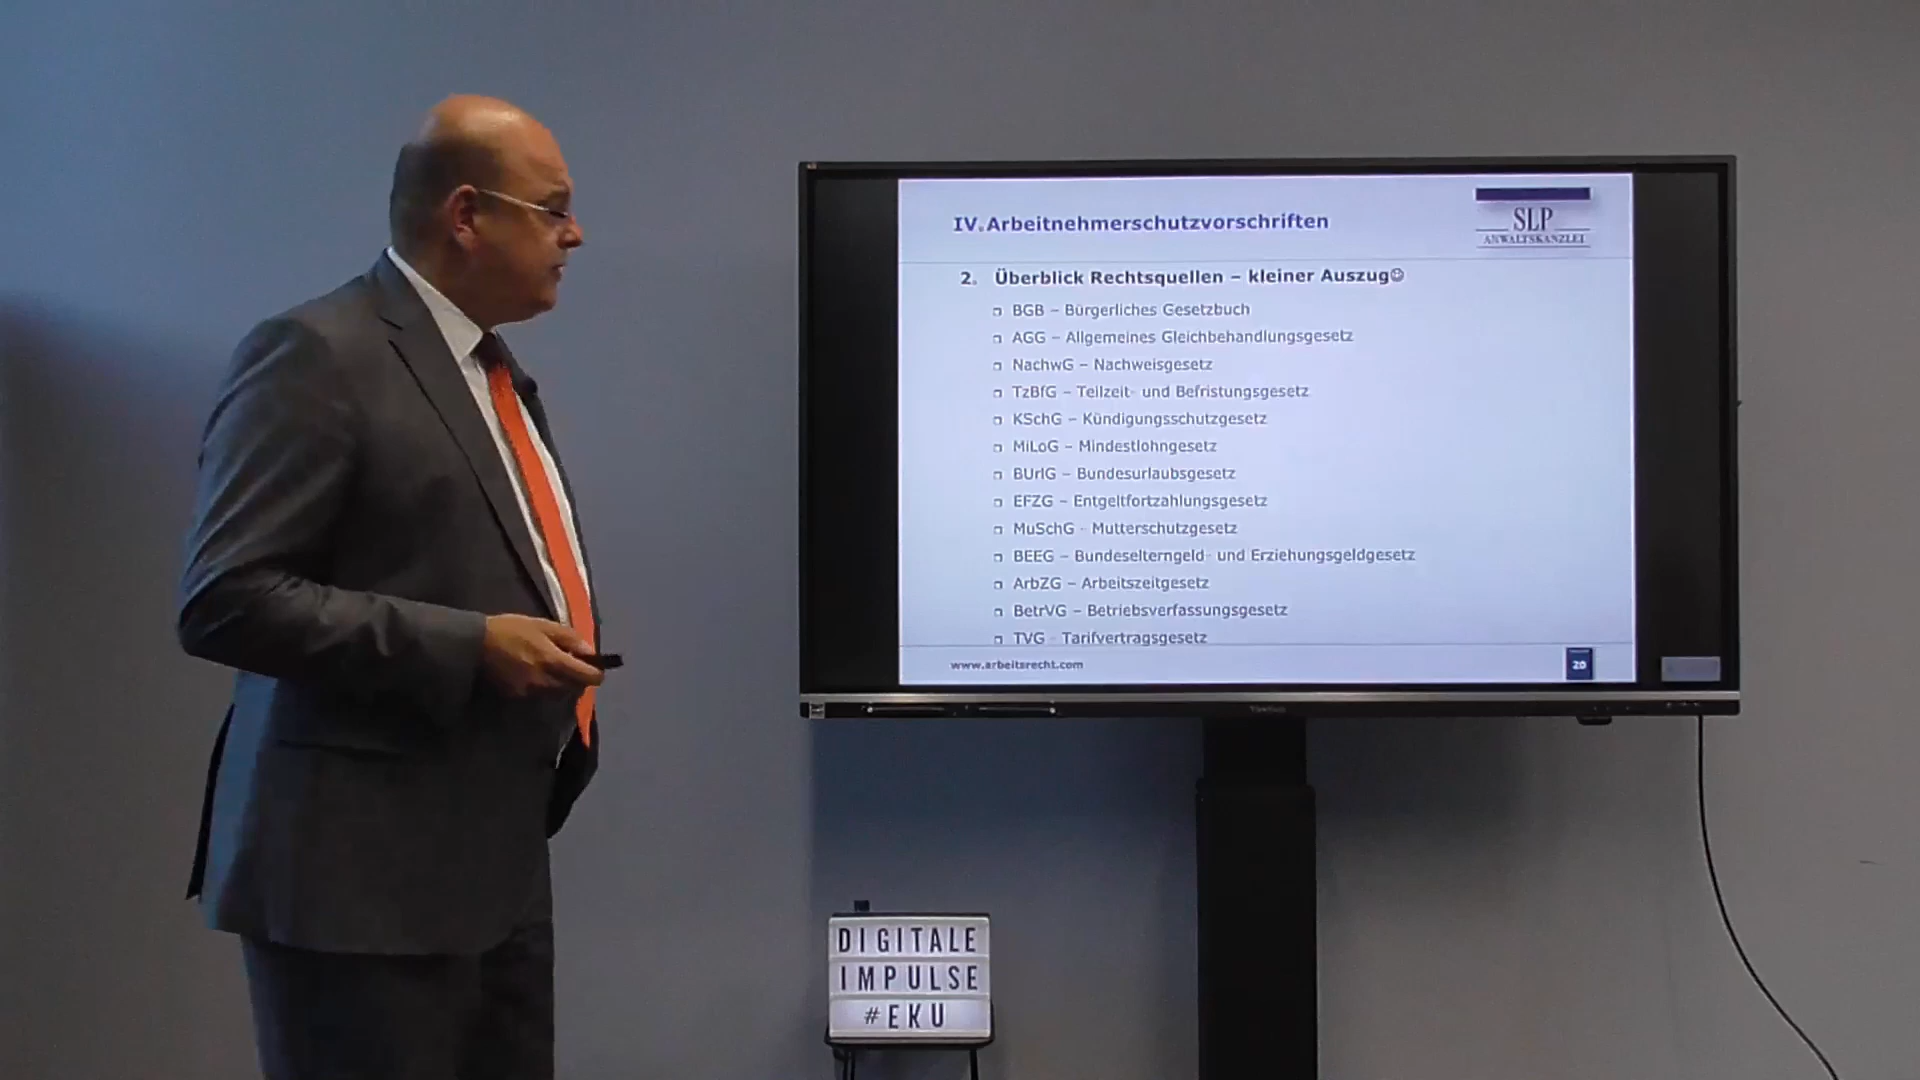 IV. Arbeitnehmerschutzvorschriften
SLP
ANWALTSKANZLEI
2. Überblick Rechtsquellen – kleiner Auszug☺
BGB – Bürgerliches Gesetzbuch
AGG – Allgemeines Gleichbehandlungsgesetz
NachwG – Nachweisgesetz
TzBfG – Teilzeit- und Befristungsgesetz
KSchG – Kündigungsschutzgesetz
MiLoG – Mindestlohngesetz
BUrlG – Bundesurlaubsgesetz
EFZG – Entgeltfortzahlungsgesetz
MuSchG - Mutterschutzgesetz
BEEG – Bundeselterngeld- und Erziehungsgeldgesetz
ArbZG – Arbeitszeitgesetz
BetrVG – Betriebsverfassungsgesetz
TVG - Tarifvertragsgesetz
www.arbeitsrecht.com
20
DIGITALE
IMPULSE
#EKU